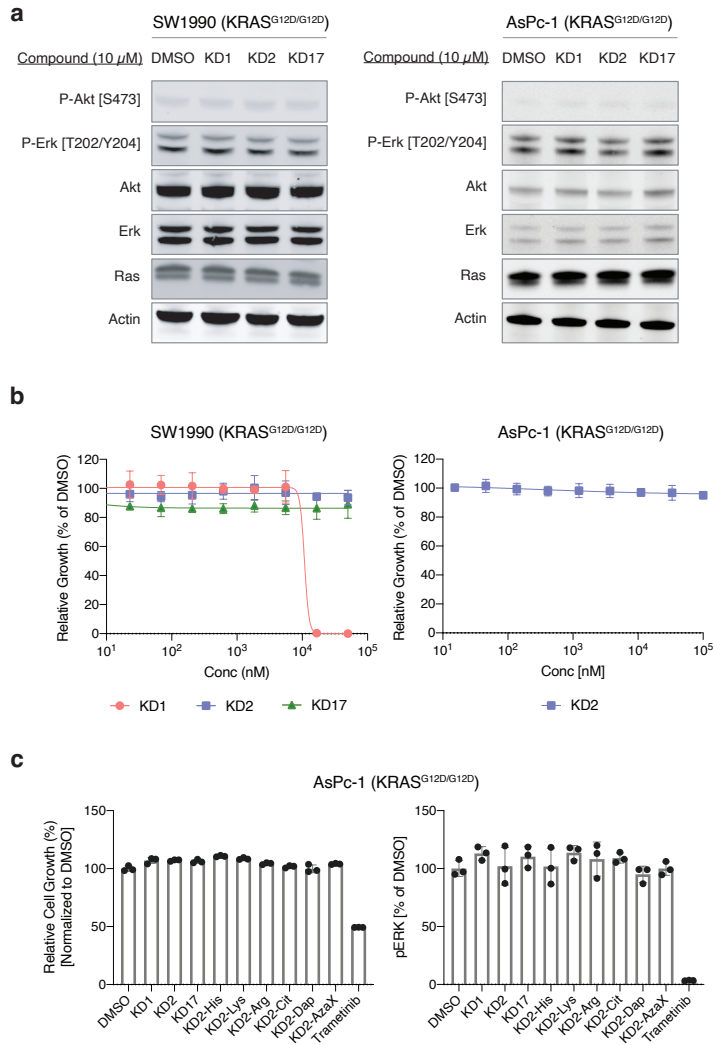 a
SW1990 (KRASG12D/G12D)
AsPc-1 (KRASG12D/G12D)
Compound (10 µM)
DMSO KD1 KD2 KD17
Compound (10 µM)
DMSO KD1 KD2 KD17
P-Akt [S473]
P-Akt [S473]
P-Erk [T202/Y204]
P-Erk [T202/Y204]
Akt
Akt
Erk
Erk
Ras
Ras
Actin
Actin
b
SW1990 (KRASG12D/G12D)
Relative Growth (% of DMSO)
120
100
80
60
40
20
0
101 102 103 104 105
Conc (nM)
KD1 KD2 KD17
AsPc-1 (KRASG12D/G12D)
Relative Growth (% of DMSO)
120
100
80
60
40
20
0
101 102 103 104 105
Conc [nM]
KD2
c
AsPc-1 (KRASG12D/G12D)
Relative Cell Growth (%)
[Normalized to DMSO]
150
100
50
0
DMSO
KD1
KD2
KD17
KD2-His
KD2-Lys
KD2-Arg
KD2-Cit
KD2-Dap
KD2-AzaX
Trametinib
pERK [% of DMSO]
150
100
50
0
DMSO
KD1
KD2
KD17
KD2-His
KD2-Lys
KD2-Arg
KD2-Cit
KD2-Dap
KD2-AzaX
Trametinib